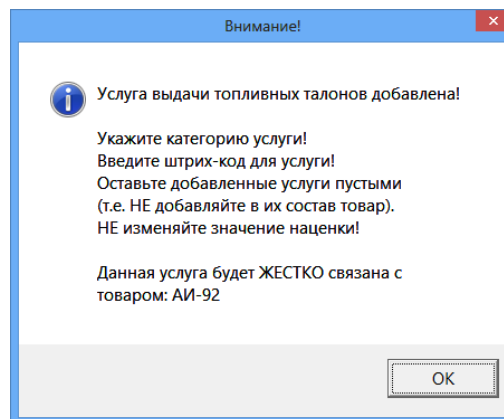 Внимание!
Услуга выдачи топливных талонов добавлена!
Укажите категорию услуги!
Введите штрих-код для услуги!
Оставьте добавленные услуги пустыми
(т.е. НЕ добавляйте в их состав товар).
НЕ изменяйте значение наценки!
Данная услуга будет ЖЕСТКО связана с
товаром: АИ-92
OK